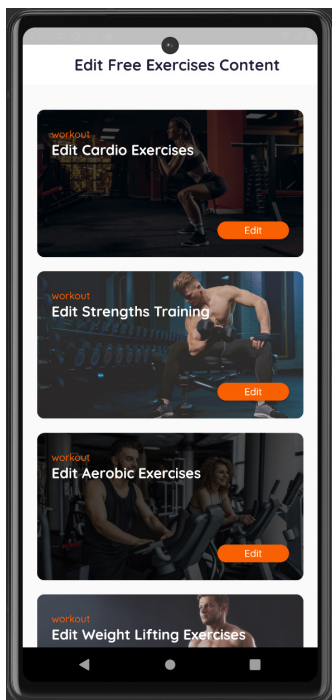 Edit Free Exercises Content
workout
Edit Cardio Exercises
Edit
workout
Edit Strengths Training
Edit
workout
Edit Aerobic Exercises
Edit
workout
Edit Weight Lifting Exercises